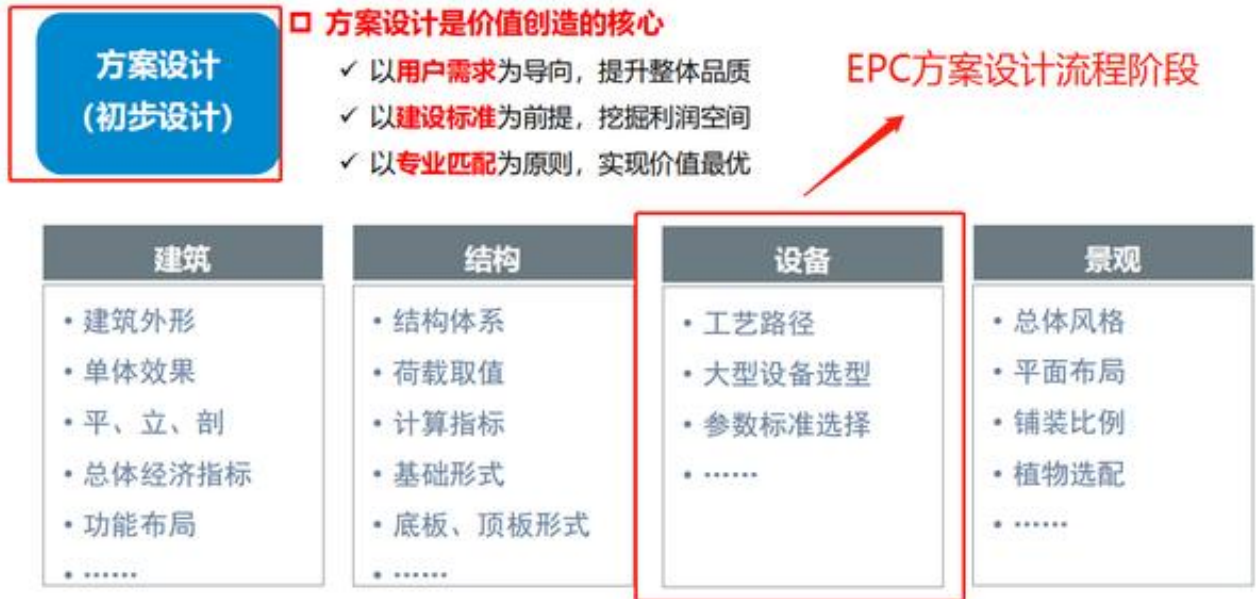 方案设计
(初步设计)
方案设计是价值创造的核心
✓ 以用户需求为导向，提升整体品质
✓ 以建设标准为前提，挖掘利润空间
✓ 以专业匹配为原则，实现价值最优
EPC方案设计流程阶段
建筑
• 建筑外形
• 单体效果
• 平、立、剖
• 总体经济指标
• 功能布局
• ……
结构
• 结构体系
• 荷载取值
• 计算指标
• 基础形式
• 底板、顶板形式
• ……
设备
• 工艺路径
• 大型设备选型
• 参数标准选择
• ……
景观
• 总体风格
• 平面布局
• 铺装比例
• 植物选配
• ……